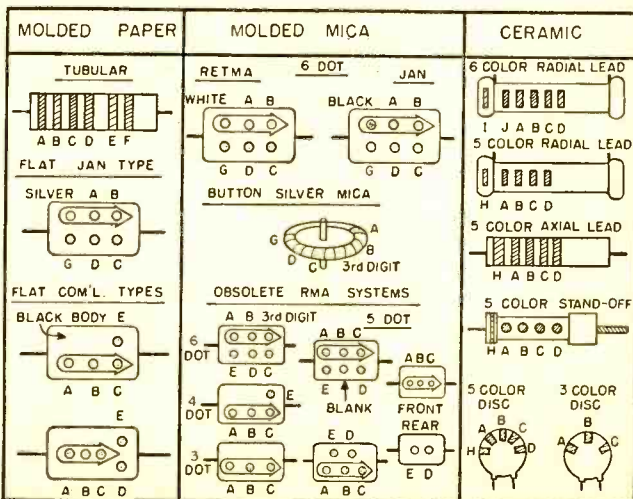 MOLDED PAPER
TUBULAR
A B C D E F
FLAT JAN TYPE
SILVER A B
G D C
FLAT COM'L. TYPES
BLACK BODY E
A B C
E
A B C D
MOLDED MICA
6 DOT
RETMA
JAN
WHITE A B
BLACK A B
G D C
G D C
BUTTON SILVER MICA
A
G
B
D
C
3rd DIGIT
OBSOLETE RMA SYSTEMS
A B 3rd DIGIT
5 DOT
6 DOT
E D C
A B C
E D
BLANK
ABC
FRONT
REAR
E D
4 DOT
E
A B C
3 DOT
A B C
E D
A B C
CERAMIC
6 COLOR RADIAL LEAD
I J A B C D
5 COLOR RADIAL LEAD
H A B C D
5 COLOR AXIAL LEAD
H A B C D
5 COLOR STAND-OFF
H A B C D
5 COLOR DISC
3 COLOR DISC
H A B C D
A B C